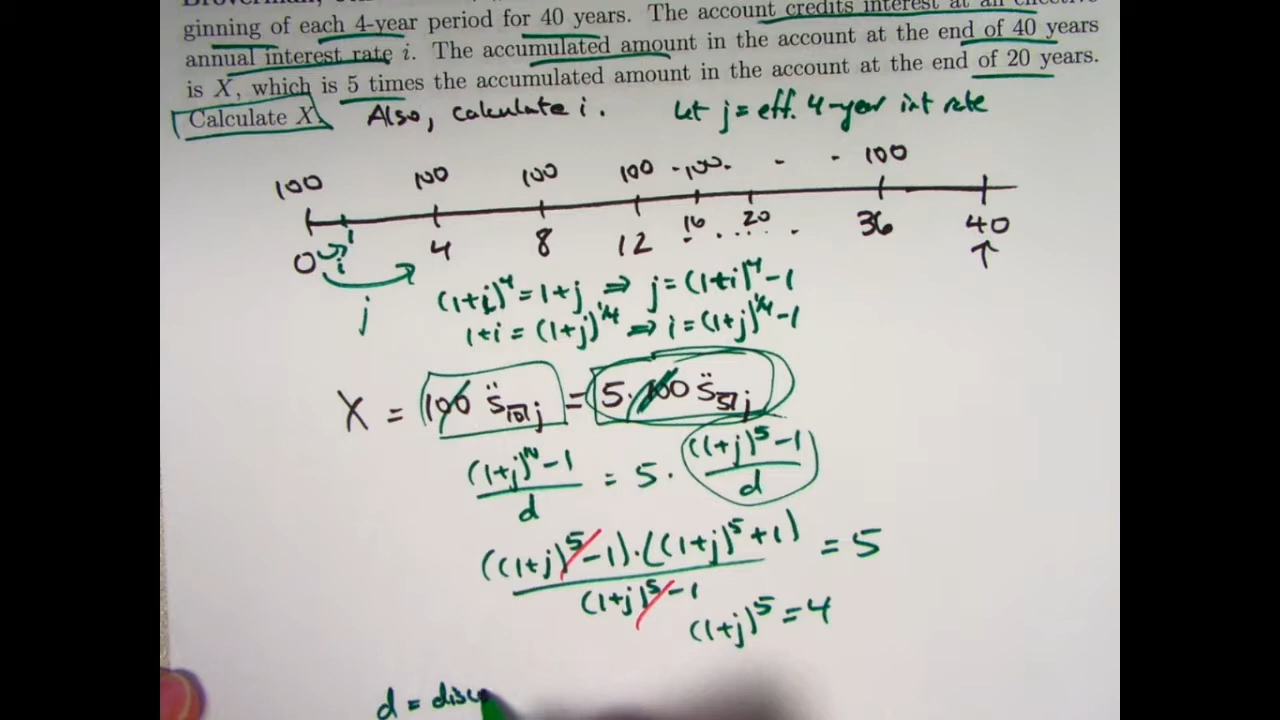 ginning of each 4-year period for 40 years. The account credits interest at an effective
annual interest rate i. The accumulated amount in the account at the end of 40 years
is X, which is 5 times the accumulated amount in the account at the end of 20 years.
Calculate X. Also, calculate i. Let j = eff. 4-year int rate
100 100 100 100 -100. - - 100
0 1 4 8 12 16 20 36 40
i
j
(1+i)^4 = 1+j ⇒ j = (1+i)^4 - 1
1+i = (1+j)^1/4 ⇒ i = (1+j)^1/4 - 1
X = 100 s̈_10⌉j = 5·100 s̈_5⌉j
((1+j)^10 - 1)/d = 5 · ((1+j)^5 - 1)/d
((1+j)^5 - 1)·((1+j)^5 + 1) / (1+j)^5 - 1 = 5
(1+j)^5 = 4
d = disc